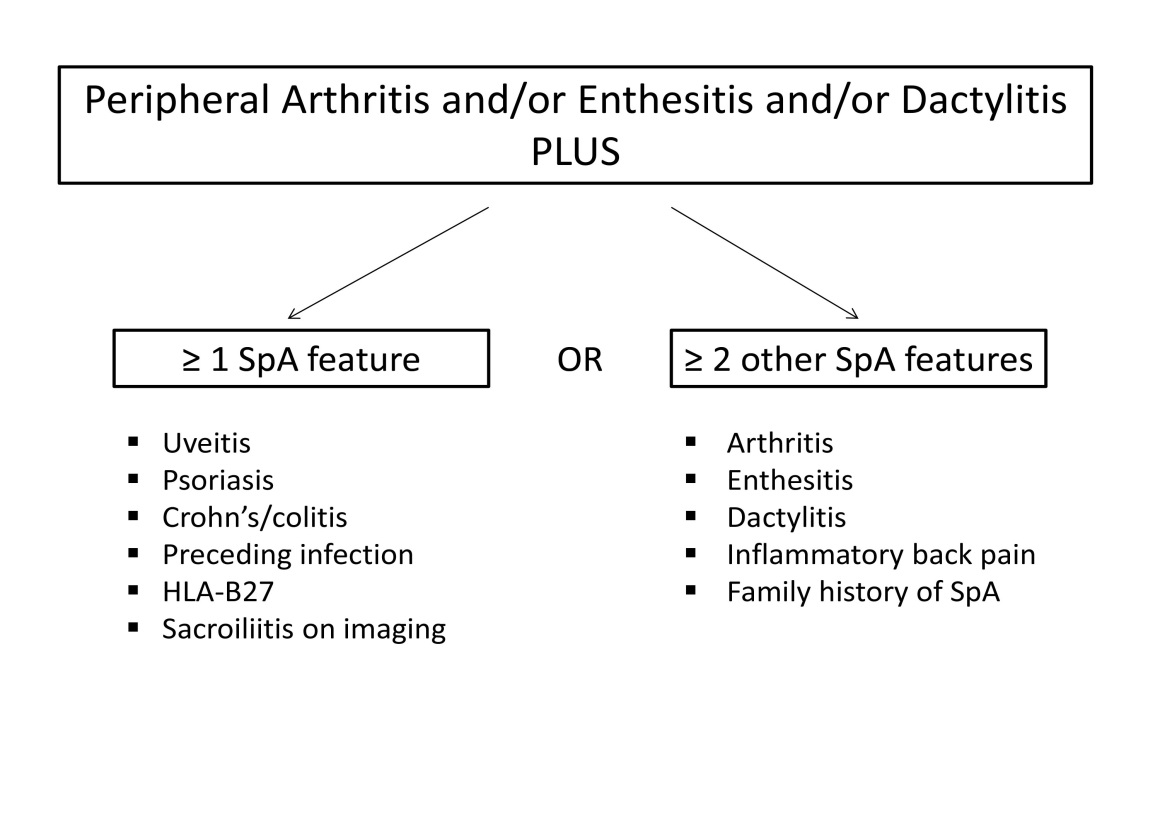 Peripheral Arthritis and/or Enthesitis and/or Dactylitis
PLUS
≥ 1 SpA feature
OR
≥ 2 other SpA features
▪ Uveitis
▪ Psoriasis
▪ Crohn’s/colitis
▪ Preceding infection
▪ HLA-B27
▪ Sacroiliitis on imaging
▪ Arthritis
▪ Enthesitis
▪ Dactylitis
▪ Inflammatory back pain
▪ Family history of SpA